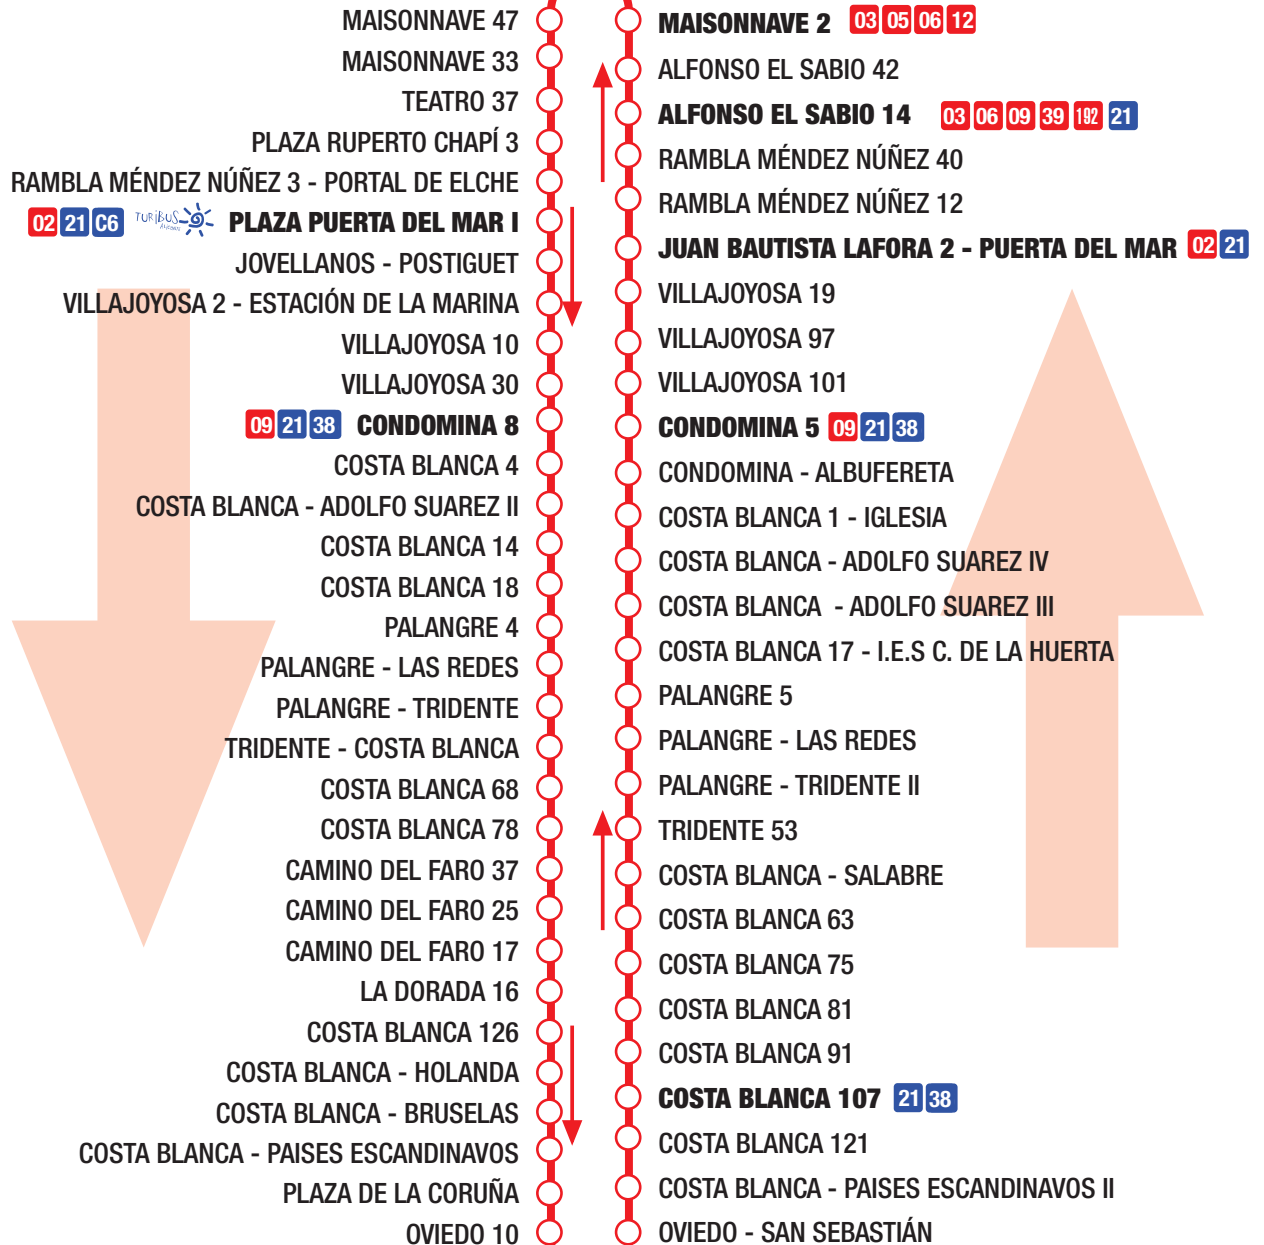 MAISONNAVE 47
MAISONNAVE 33
TEATRO 37
PLAZA RUPERTO CHAPÍ 3
RAMBLA MÉNDEZ NÚÑEZ 3 - PORTAL DE ELCHE
02 21 C6 TURIBUS PLAZA PUERTA DEL MAR I
JOVELLANOS - POSTIGUET
VILLAJOYOSA 2 - ESTACIÓN DE LA MARINA
VILLAJOYOSA 10
VILLAJOYOSA 30
09 21 38 CONDOMINA 8
COSTA BLANCA 4
COSTA BLANCA - ADOLFO SUAREZ II
COSTA BLANCA 14
COSTA BLANCA 18
PALANGRE 4
PALANGRE - LAS REDES
PALANGRE - TRIDENTE
TRIDENTE - COSTA BLANCA
COSTA BLANCA 68
COSTA BLANCA 78
CAMINO DEL FARO 37
CAMINO DEL FARO 25
CAMINO DEL FARO 17
LA DORADA 16
COSTA BLANCA 126
COSTA BLANCA - HOLANDA
COSTA BLANCA - BRUSELAS
COSTA BLANCA - PAISES ESCANDINAVOS
PLAZA DE LA CORUÑA
OVIEDO 10
MAISONNAVE 2 03 05 06 12
ALFONSO EL SABIO 42
ALFONSO EL SABIO 14 03 06 09 39 192 21
RAMBLA MÉNDEZ NÚÑEZ 40
RAMBLA MÉNDEZ NÚÑEZ 12
JUAN BAUTISTA LAFORA 2 - PUERTA DEL MAR 02 21
VILLAJOYOSA 19
VILLAJOYOSA 97
VILLAJOYOSA 101
CONDOMINA 5 09 21 38
CONDOMINA - ALBUFERETA
COSTA BLANCA 1 - IGLESIA
COSTA BLANCA - ADOLFO SUAREZ IV
COSTA BLANCA - ADOLFO SUAREZ III
COSTA BLANCA 17 - I.E.S C. DE LA HUERTA
PALANGRE 5
PALANGRE - LAS REDES
PALANGRE - TRIDENTE II
TRIDENTE 53
COSTA BLANCA - SALABRE
COSTA BLANCA 63
COSTA BLANCA 75
COSTA BLANCA 81
COSTA BLANCA 91
COSTA BLANCA 107 21 38
COSTA BLANCA 121
COSTA BLANCA - PAISES ESCANDINAVOS II
OVIEDO - SAN SEBASTIÁN